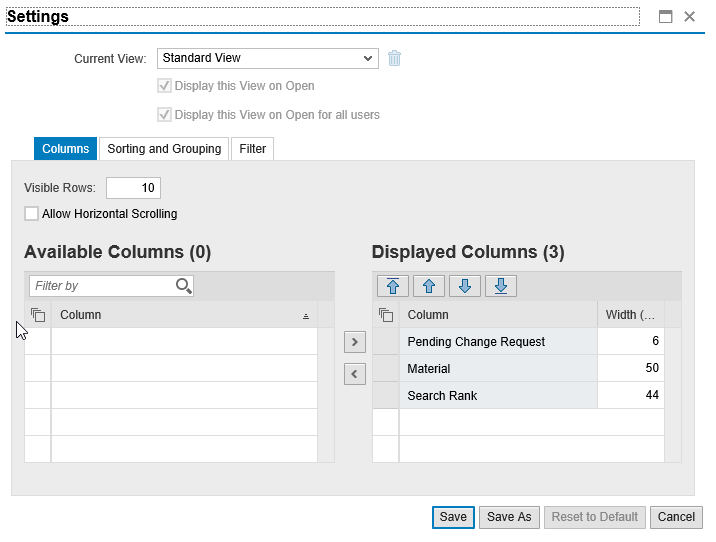 Settings
Current View: Standard View
Display this View on Open
Display this View on Open for all users
Columns Sorting and Grouping Filter
Visible Rows: 10
Allow Horizontal Scrolling
Available Columns (0)
Filter by
Column
Displayed Columns (3)
Column Width (...
Pending Change Request 6
Material 50
Search Rank 44
Save Save As Reset to Default Cancel